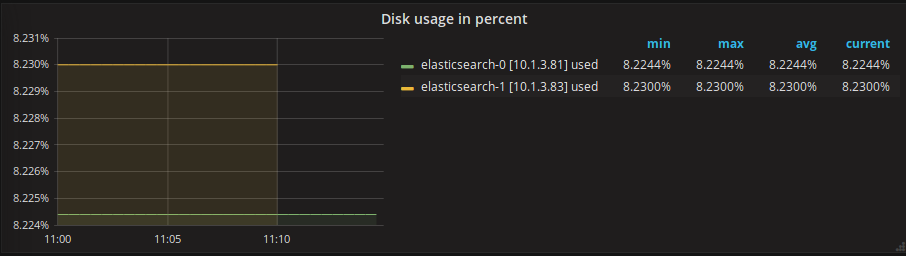 Disk usage in percent
8.231%
8.230%
8.229%
8.228%
8.227%
8.226%
8.225%
8.224%
11:00 11:05 11:10
min max avg current
elasticsearch-0 [10.1.3.81] used 8.2244% 8.2244% 8.2244% 8.2244%
elasticsearch-1 [10.1.3.83] used 8.2300% 8.2300% 8.2300% 8.2300%